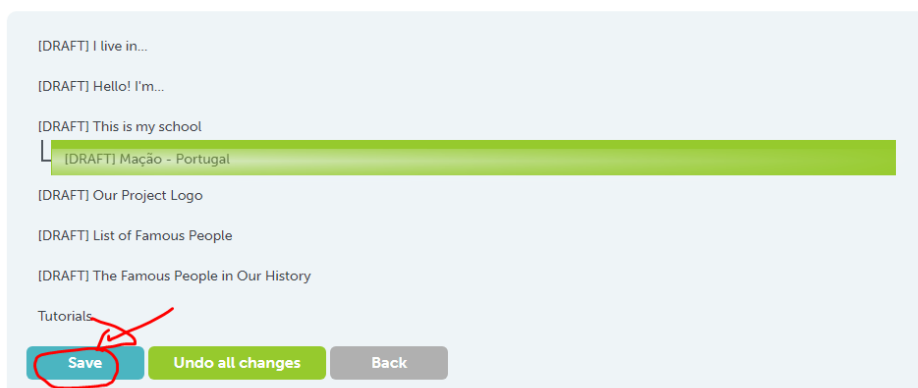 [DRAFT] I live in...
[DRAFT] Hello! I'm...
[DRAFT] This is my school
[DRAFT] Mação - Portugal
[DRAFT] Our Project Logo
[DRAFT] List of Famous People
[DRAFT] The Famous People in Our History
Tutorials
Save Undo all changes Back